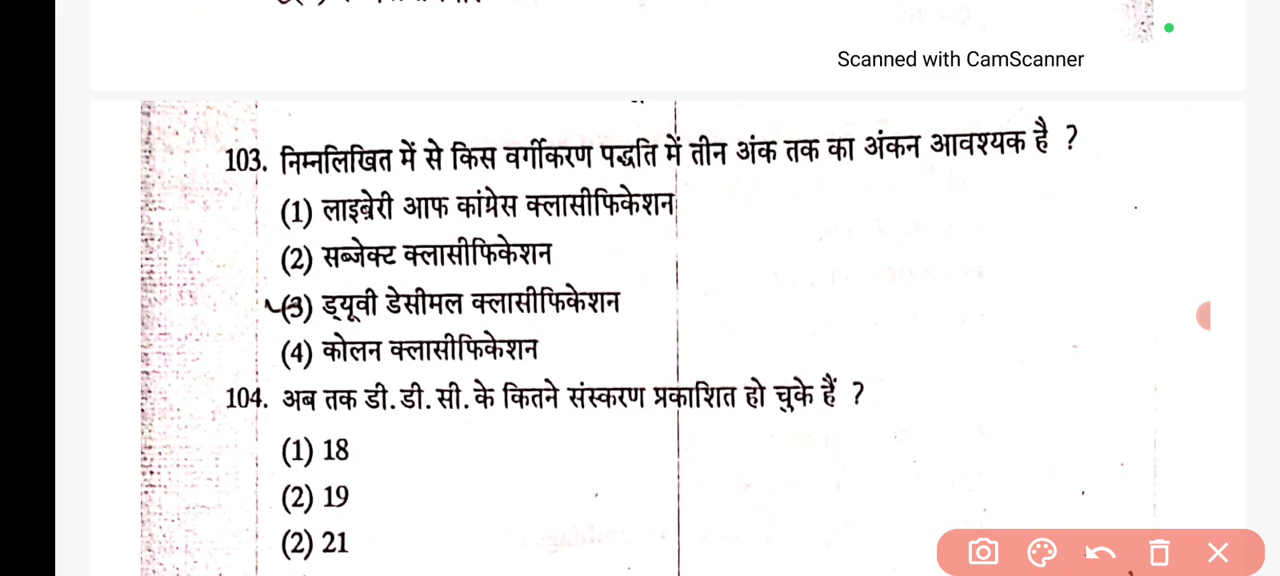 Scanned with CamScanner
103. निम्नलिखित में से किस वर्गीकरण पद्धति में तीन अंक तक का अंकन आवश्यक है ?
(1) लाइब्रेरी आफ कांग्रेस क्लासीफिकेशन
(2) सब्जेक्ट क्लासीफिकेशन
(3) ड्यूवी डेसीमल क्लासीफिकेशन
(4) कोलन क्लासीफिकेशन
104. अब तक डी. डी. सी. के कितने संस्करण प्रकाशित हो चुके हैं ?
(1) 18
(2) 19
(2) 21